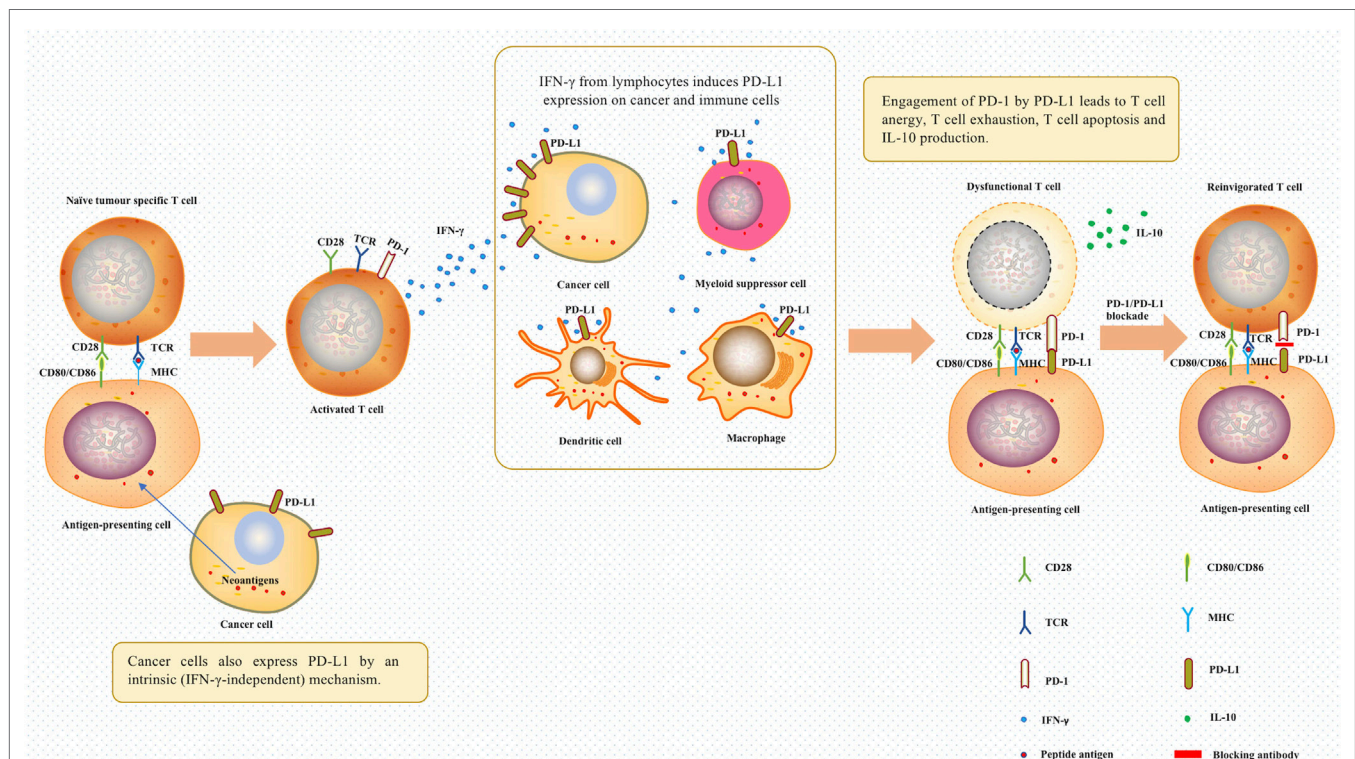 IFN-γ from lymphocytes induces PD-L1
expression on cancer and immune cells
Engagement of PD-1 by PD-L1 leads to T cell
anergy, T cell exhaustion, T cell apoptosis and
IL-10 production.
Naïve tumour specific T cell
CD28
TCR
CD80/CD86
MHC
Antigen-presenting cell
CD28
TCR
PD-1
IFN-γ
Activated T cell
PD-L1
Cancer cell
PD-L1
Myeloid suppressor cell
PD-L1
Dendritic cell
PD-L1
Macrophage
Dysfunctional T cell
IL-10
CD28
TCR
PD-1
CD80/CD86
MHC
PD-L1
Antigen-presenting cell
PD-1/PD-L1
blockade
Reinvigorated T cell
CD28
TCR
PD-1
CD80/CD86
MHC
PD-L1
Antigen-presenting cell
PD-L1
Neoantigens
Cancer cell
Cancer cells also express PD-L1 by an
intrinsic (IFN-γ-independent) mechanism.
CD28
CD80/CD86
TCR
MHC
PD-1
PD-L1
IFN-γ
IL-10
Peptide antigen
Blocking antibody